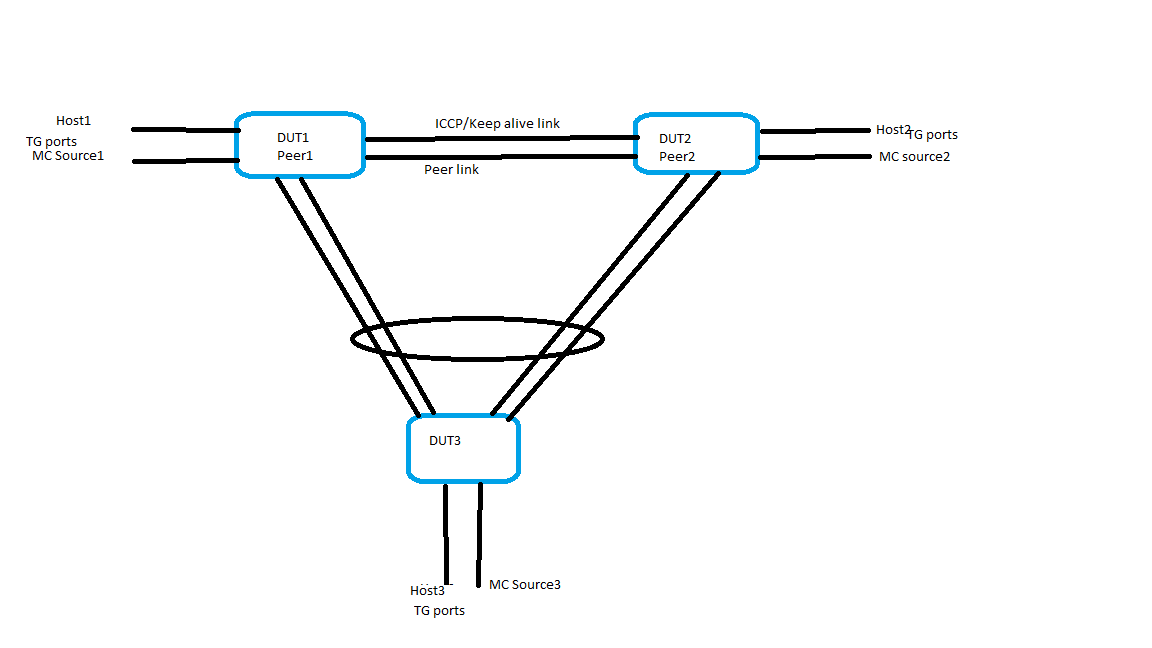 Host1
TG ports
MC Source1
DUT1
Peer1
ICCP/Keep alive link
Peer link
DUT2
Peer2
Host2
TG ports
MC source2
DUT3
Host3
MC Source3
TG ports